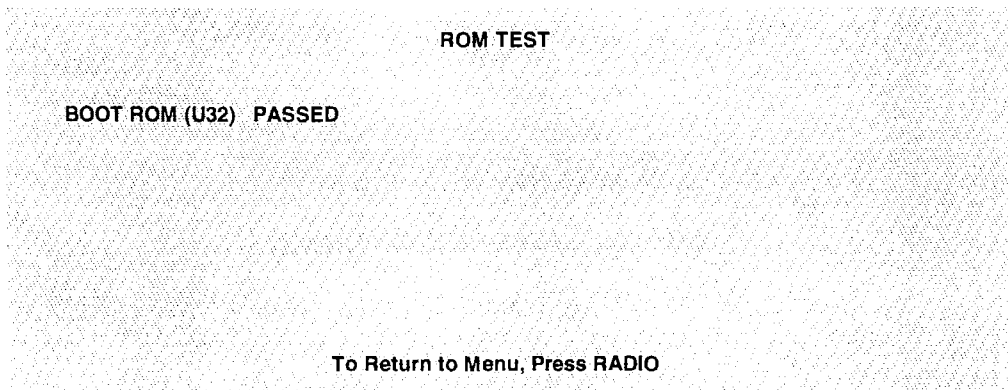 ROM TEST
BOOT ROM (U32) PASSED
To Return to Menu, Press RADIO